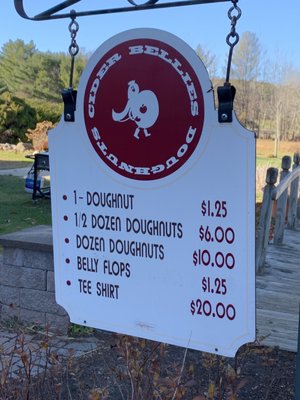 CIDER BELLIES
DOUGHNUTS
• 1- DOUGHNUT $1.25
• 1/2 DOZEN DOUGHNUTS $6.00
• DOZEN DOUGHNUTS $10.00
• BELLY FLOPS $1.25
• TEE SHIRT $20.00